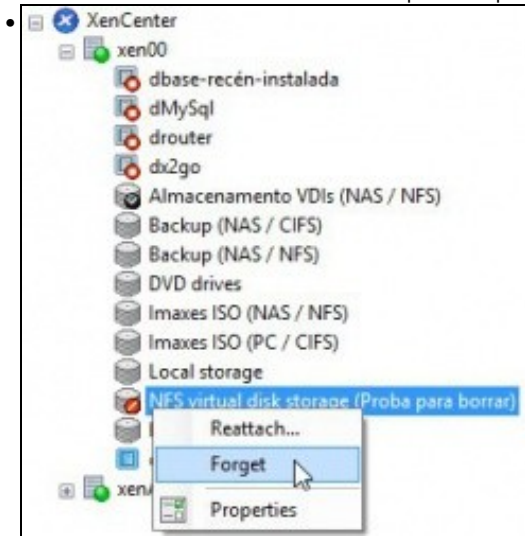 XenCenter
xen00
dbase-recén-instalada
dMySql
drouter
dx2go
Almacenamento VDIs (NAS / NFS)
Backup (NAS / CIFS)
Backup (NAS / NFS)
DVD drives
Imaxes ISO (NAS / NFS)
Imaxes ISO (PC / CIFS)
Local storage
NFS virtual disk storage (Proba para borrar)
Reattach...
Forget
Properties